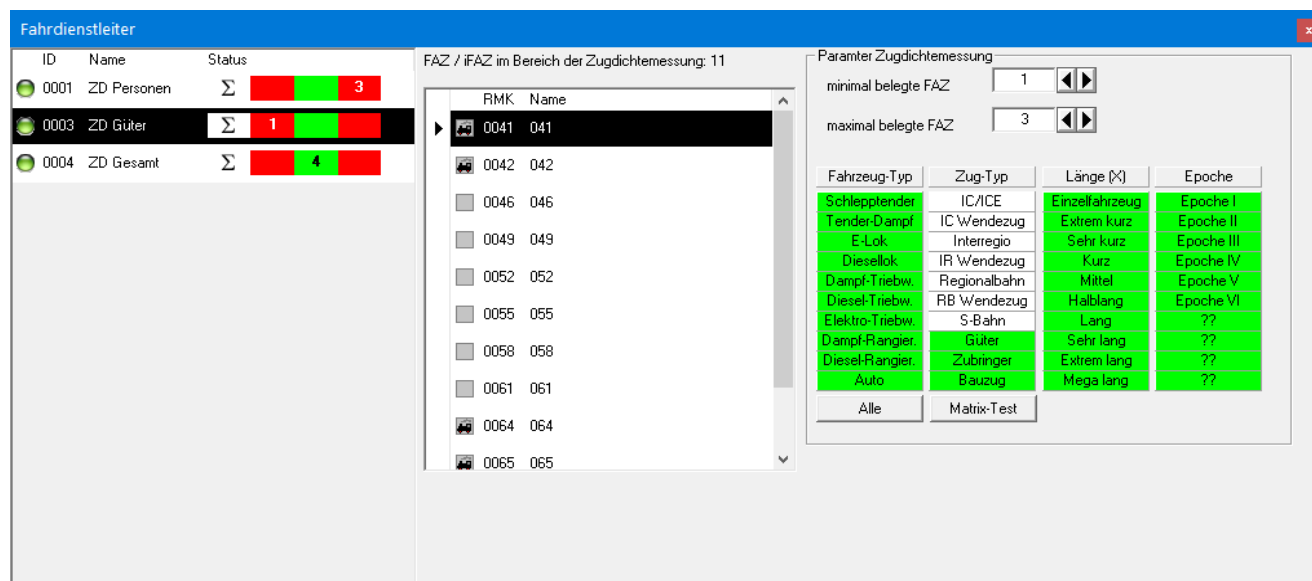 Fahrdienstleiter
x
ID Name Status
0001 ZD Personen Σ 3
0003 ZD Güter Σ 1
0004 ZD Gesamt Σ 4
FAZ / iFAZ im Bereich der Zugdichtemessung: 11
RMK Name
0041 041
0042 042
0046 046
0049 049
0052 052
0055 055
0058 058
0061 061
0064 064
0065 065
Paramter Zugdichtemessung
minimal belegte FAZ 1
maximal belegte FAZ 3
Fahrzeug-Typ Zug-Typ Länge (X) Epoche
Schlepptender IC/ICE Einzelfahrzeug Epoche I
Tender-Dampf IC Wendezug Extrem kurz Epoche II
E-Lok Interregio Sehr kurz Epoche III
Diesellok IR Wendezug Kurz Epoche IV
Dampf-Triebw. Regionalbahn Mittel Epoche V
Diesel-Triebw. RB Wendezug Halblang Epoche VI
Elektro-Triebw. S-Bahn Lang ??
Dampf-Rangier. Güter Sehr lang ??
Diesel-Rangier. Zubringer Extrem lang ??
Auto Bauzug Mega lang ??
Alle Matrix-Test